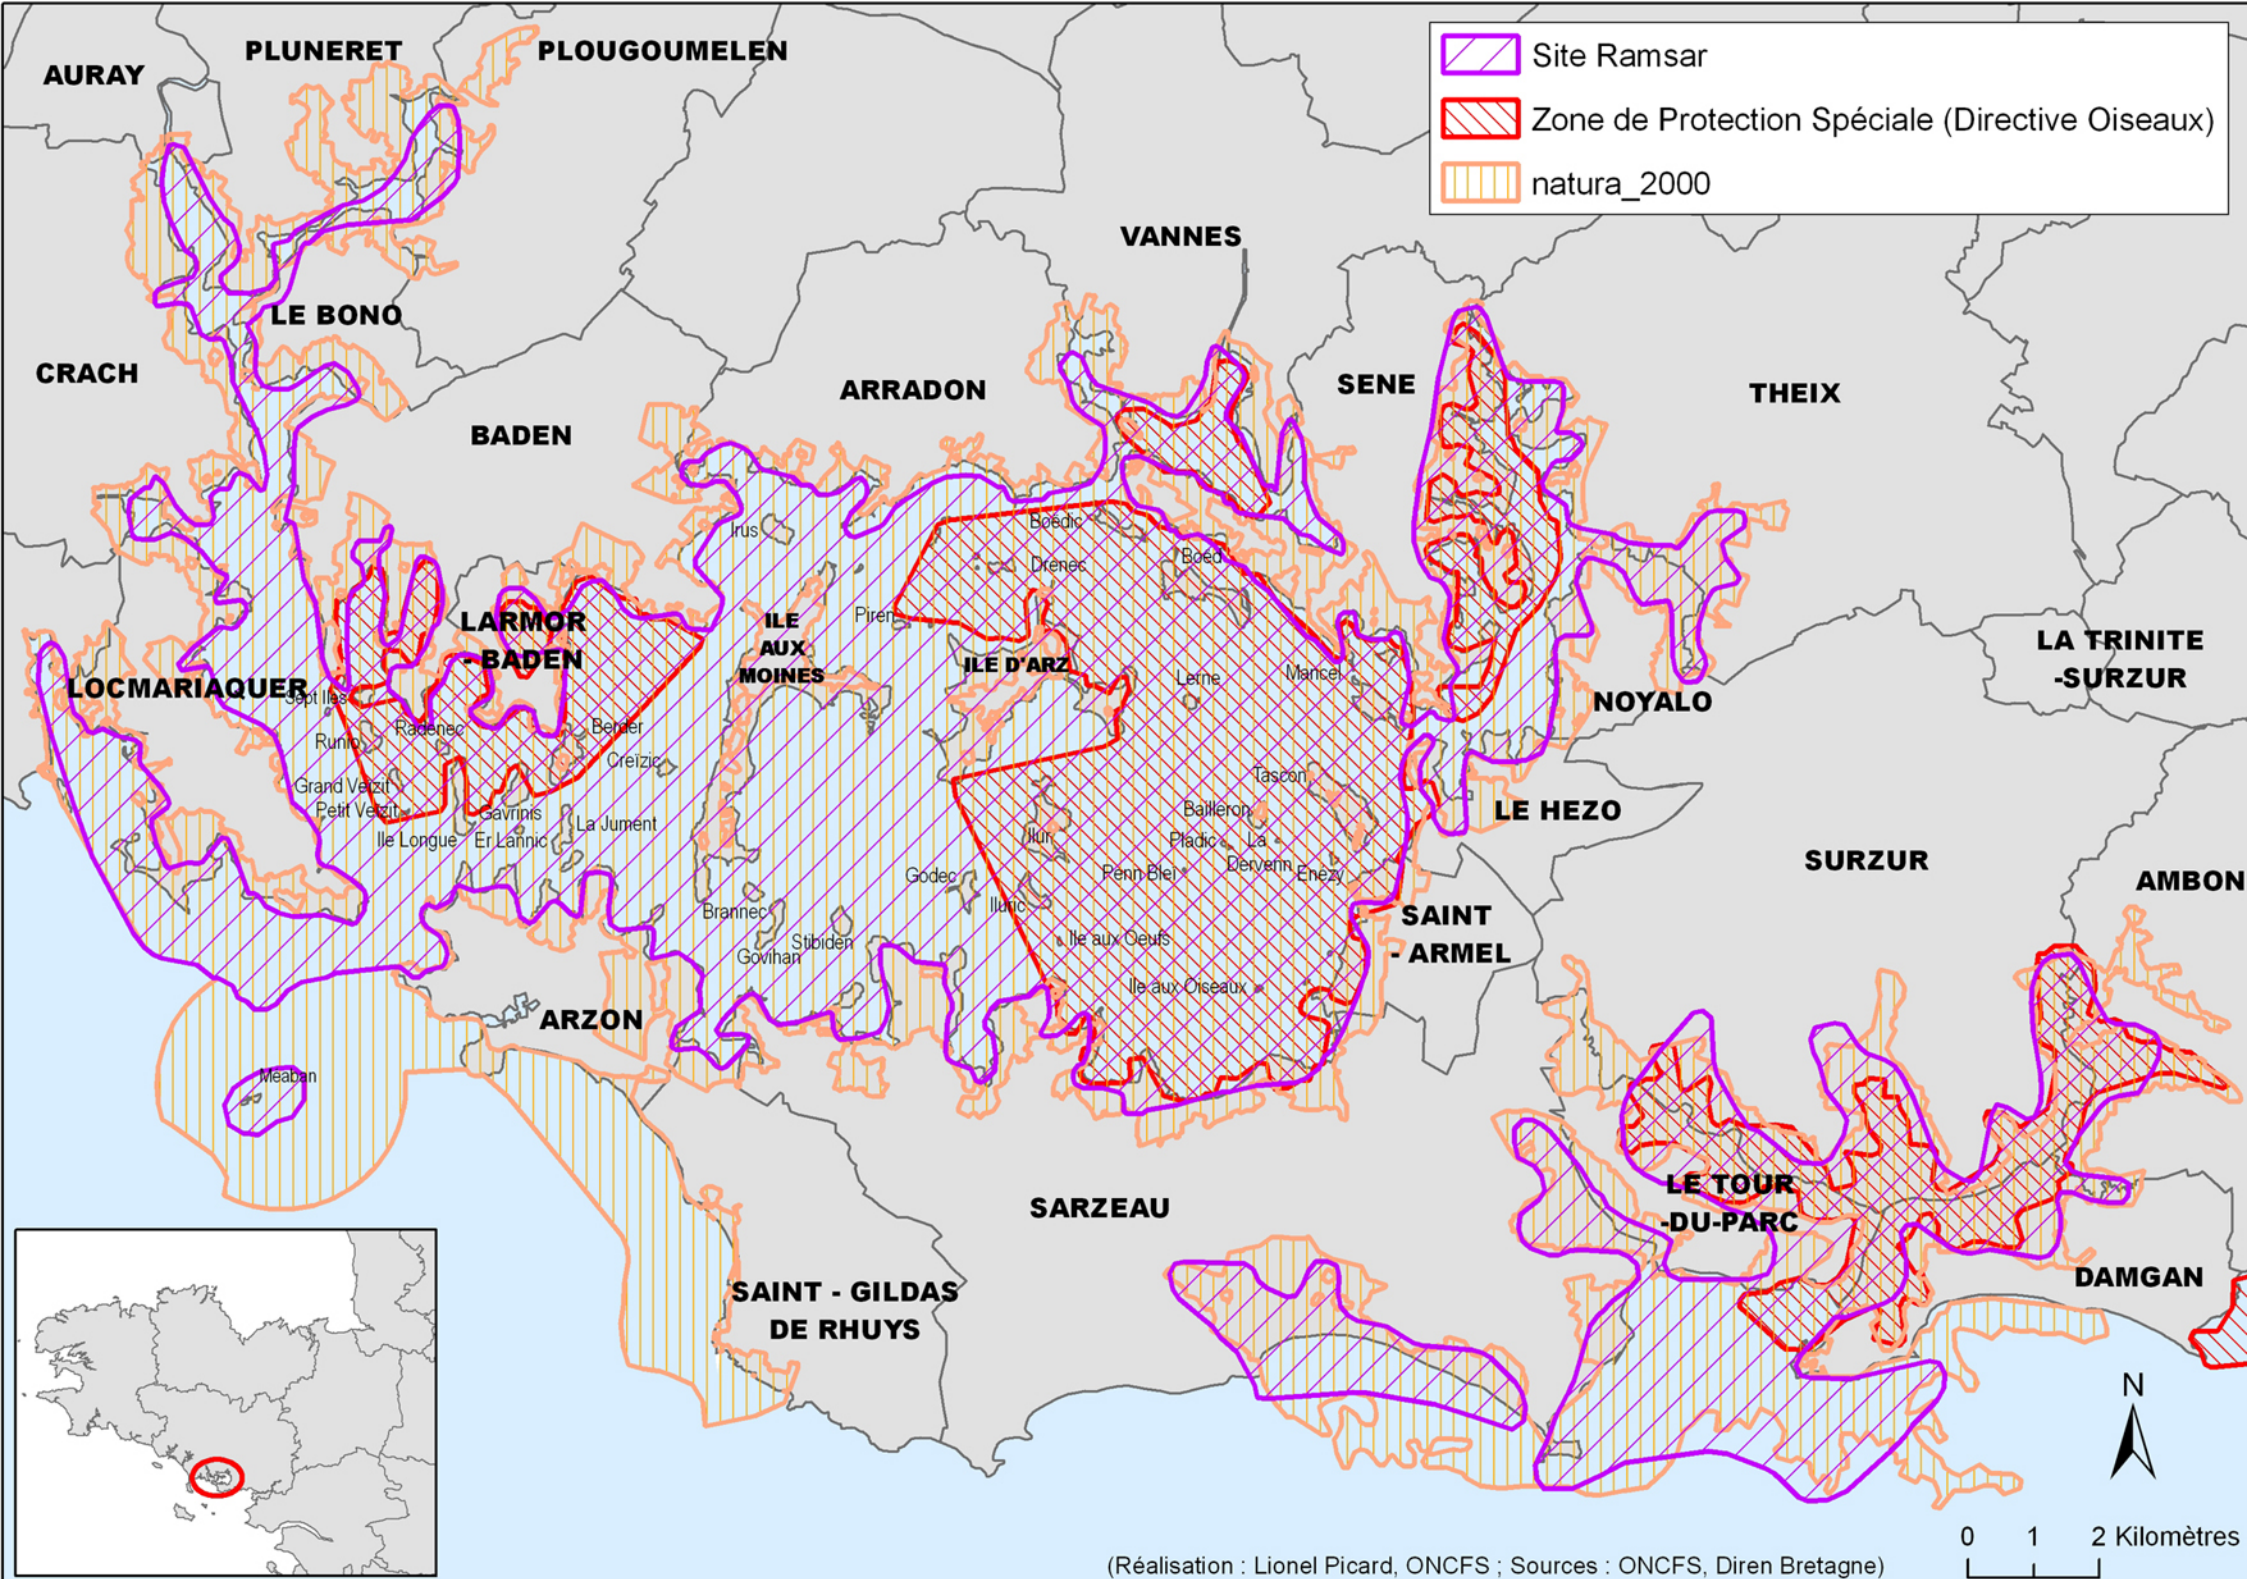 PLUNERET
PLOUGOUMELEN
AURAY
Site Ramsar
Zone de Protection Spéciale (Directive Oiseaux)
natura_2000
VANNES
LE BONO
CRACH
ARRADON
SENE
THEIX
BADEN
Irus
Boëdic
Drenec
Boëd
Piren
LARMOR
- BADEN
ILE
AUX
MOINES
ILE D'ARZ
LA TRINITE
-SURZUR
LOCMARIAQUER
Sept Iles
Lerne
Mancel
NOYALO
Runio
Radenec
Berder
Creïzic
Grand Veïzit
Petit Veïzit
Gavrinis
La Jument
Ile Longue
Er Lannic
Tascon
Bailleron
LE HEZO
Ilur
Pladic
La
Dervenn
Penn Bleï
Enezy
SURZUR
AMBON
Godec
Iluric
Brannec
Stibiden
Govihan
Ile aux Oeufs
Ile aux Oiseaux
SAINT
- ARMEL
ARZON
Meaban
SARZEAU
LE TOUR
-DU-PARC
SAINT - GILDAS
DE RHUYS
DAMGAN
N
0 1 2 Kilomètres
(Réalisation : Lionel Picard, ONCFS ; Sources : ONCFS, Diren Bretagne)